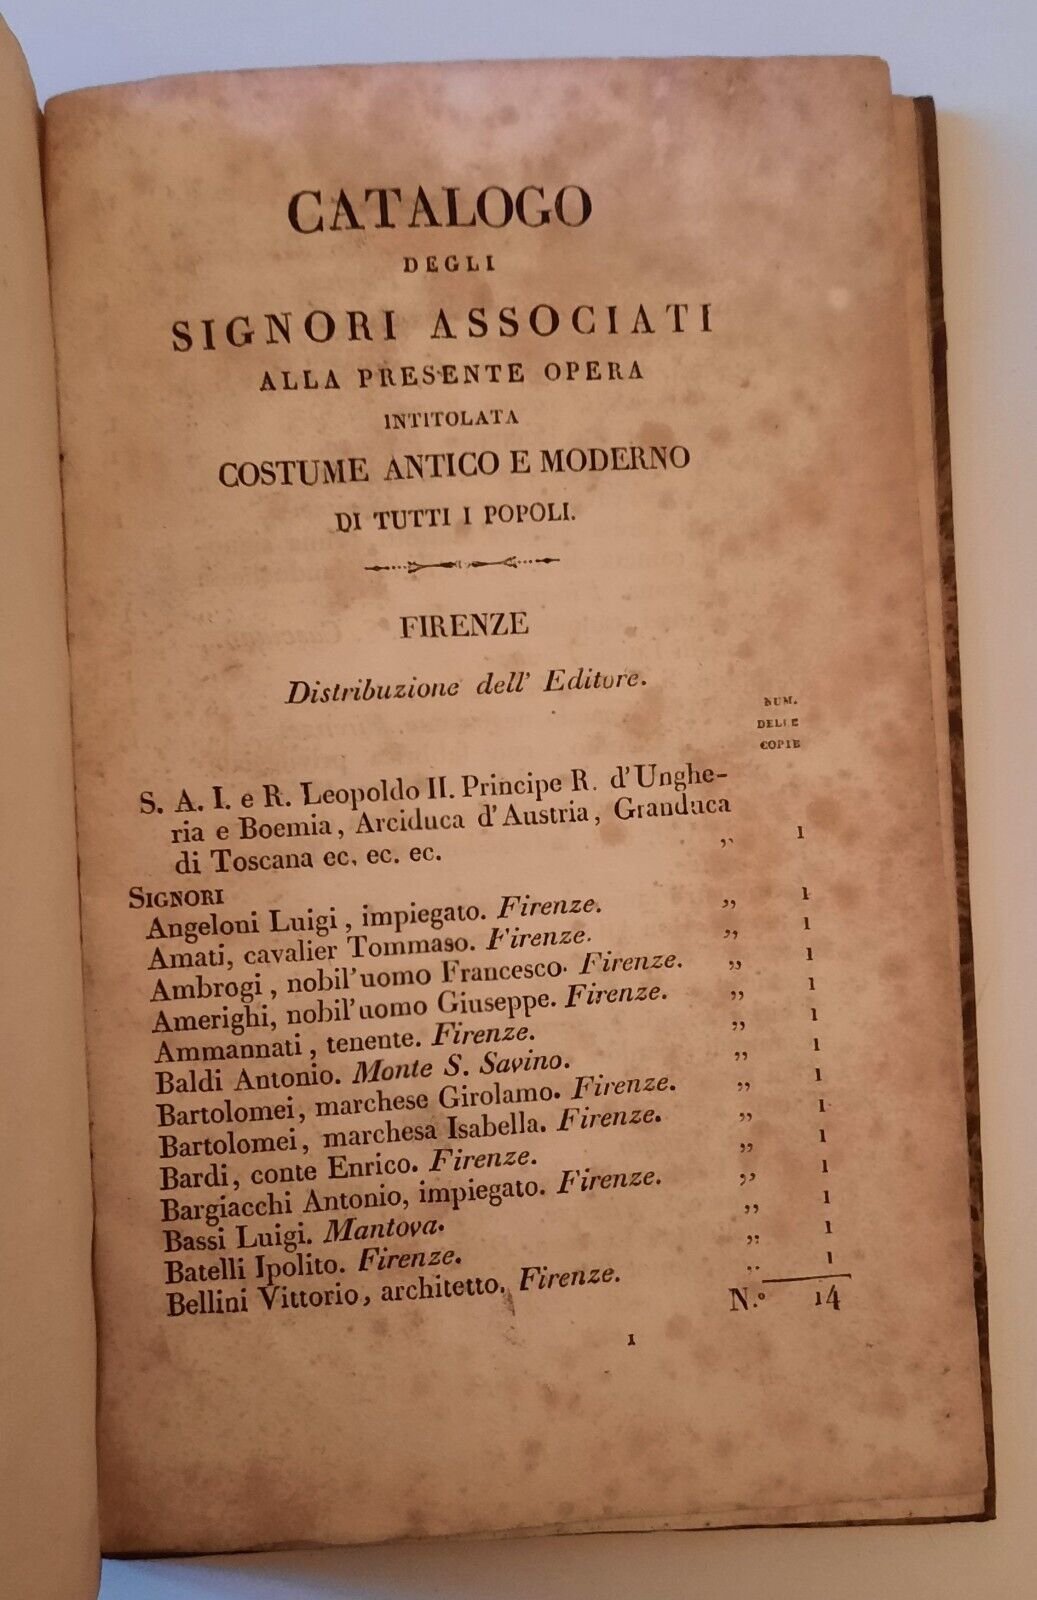 CATALOGO
DEGLI
SIGNORI ASSOCIATI
ALLA PRESENTE OPERA
INTITOLATA
COSTUME ANTICO E MODERNO
DI TUTTI I POPOLI.
FIRENZE
Distribuzione dell' Editore.
NUM.
DELLE
COPIE
S. A. I. e R. Leopoldo II. Principe R. d'Unghe-
ria e Boemia, Arciduca d'Austria, Granduca
di Toscana ec. ec. ec. „ 1
SIGNORI
Angeloni Luigi, impiegato. Firenze. „ 1
Amati, cavalier Tommaso. Firenze. „ 1
Ambrogi, nobil'uomo Francesco. Firenze. „ 1
Amerighi, nobil'uomo Giuseppe. Firenze. „ 1
Ammannati, tenente. Firenze. „ 1
Baldi Antonio. Monte S. Savino. „ 1
Bartolomei, marchese Girolamo. Firenze. „ 1
Bartolomei, marchesa Isabella. Firenze. „ 1
Bardi, conte Enrico. Firenze. „ 1
Bargiacchi Antonio, impiegato. Firenze. „ 1
Bassi Luigi. Mantova. „ 1
Batelli Ipolito. Firenze. „ 1
Bellini Vittorio, architetto. Firenze. „ 1
N.° 14
1